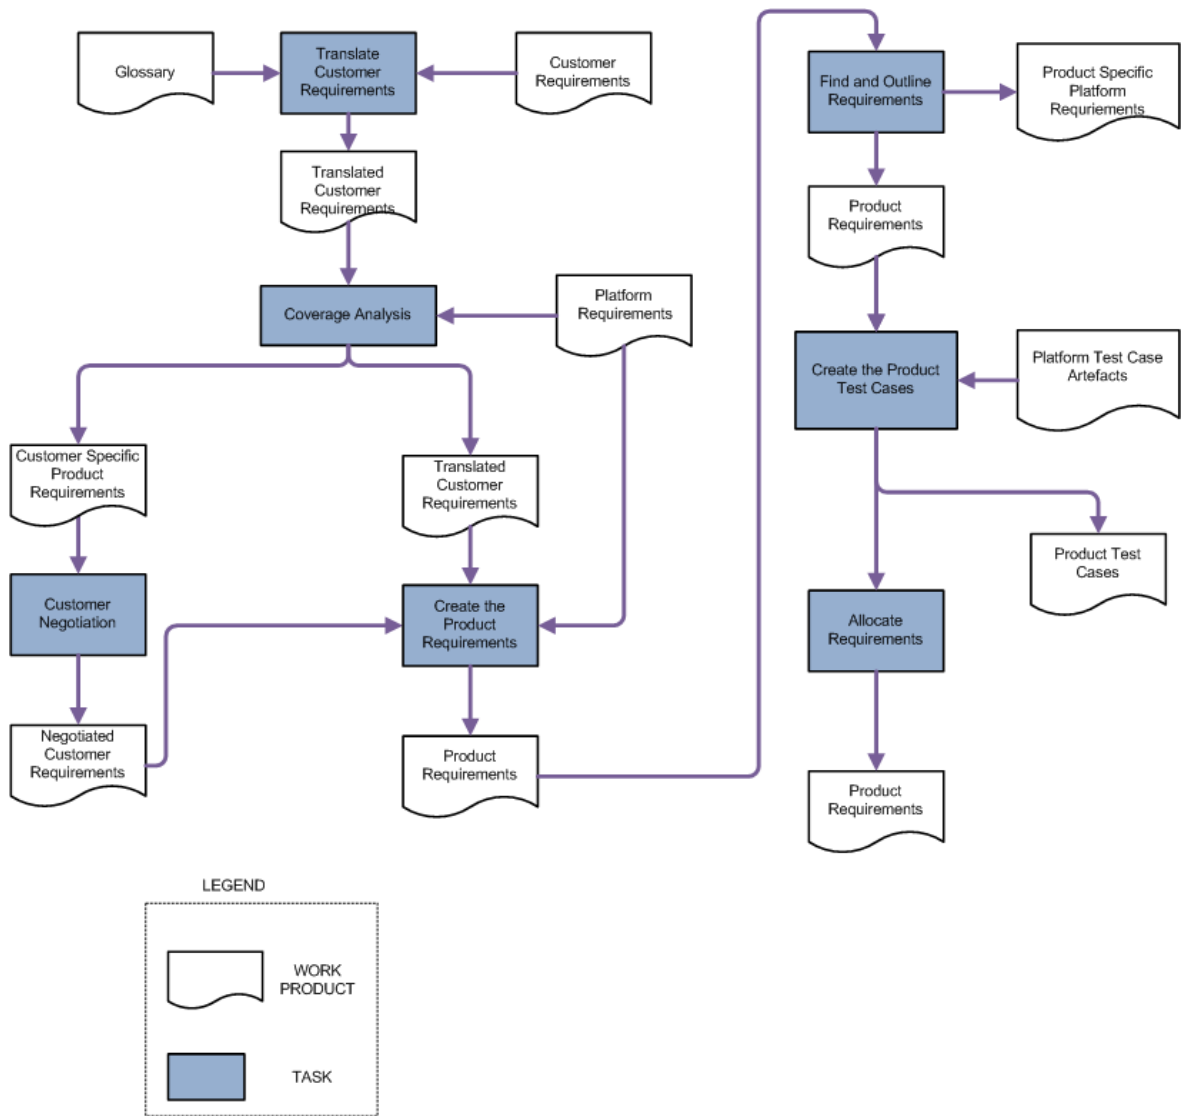 Glossary
Translate
Customer
Requirements
Customer
Requirements
Translated
Customer
Requirements
Coverage Analysis
Platform
Requirements
Customer Specific
Product
Requirements
Translated
Customer
Requirements
Customer
Negotiation
Create the
Product
Requirements
Negotiated
Customer
Requirements
Product
Requirements
Find and Outline
Requirements
Product Specific
Platform
Requriements
Product
Requirements
Create the Product
Test Cases
Platform Test Case
Artefacts
Product Test
Cases
Allocate
Requirements
Product
Requirements
LEGEND
WORK
PRODUCT
TASK